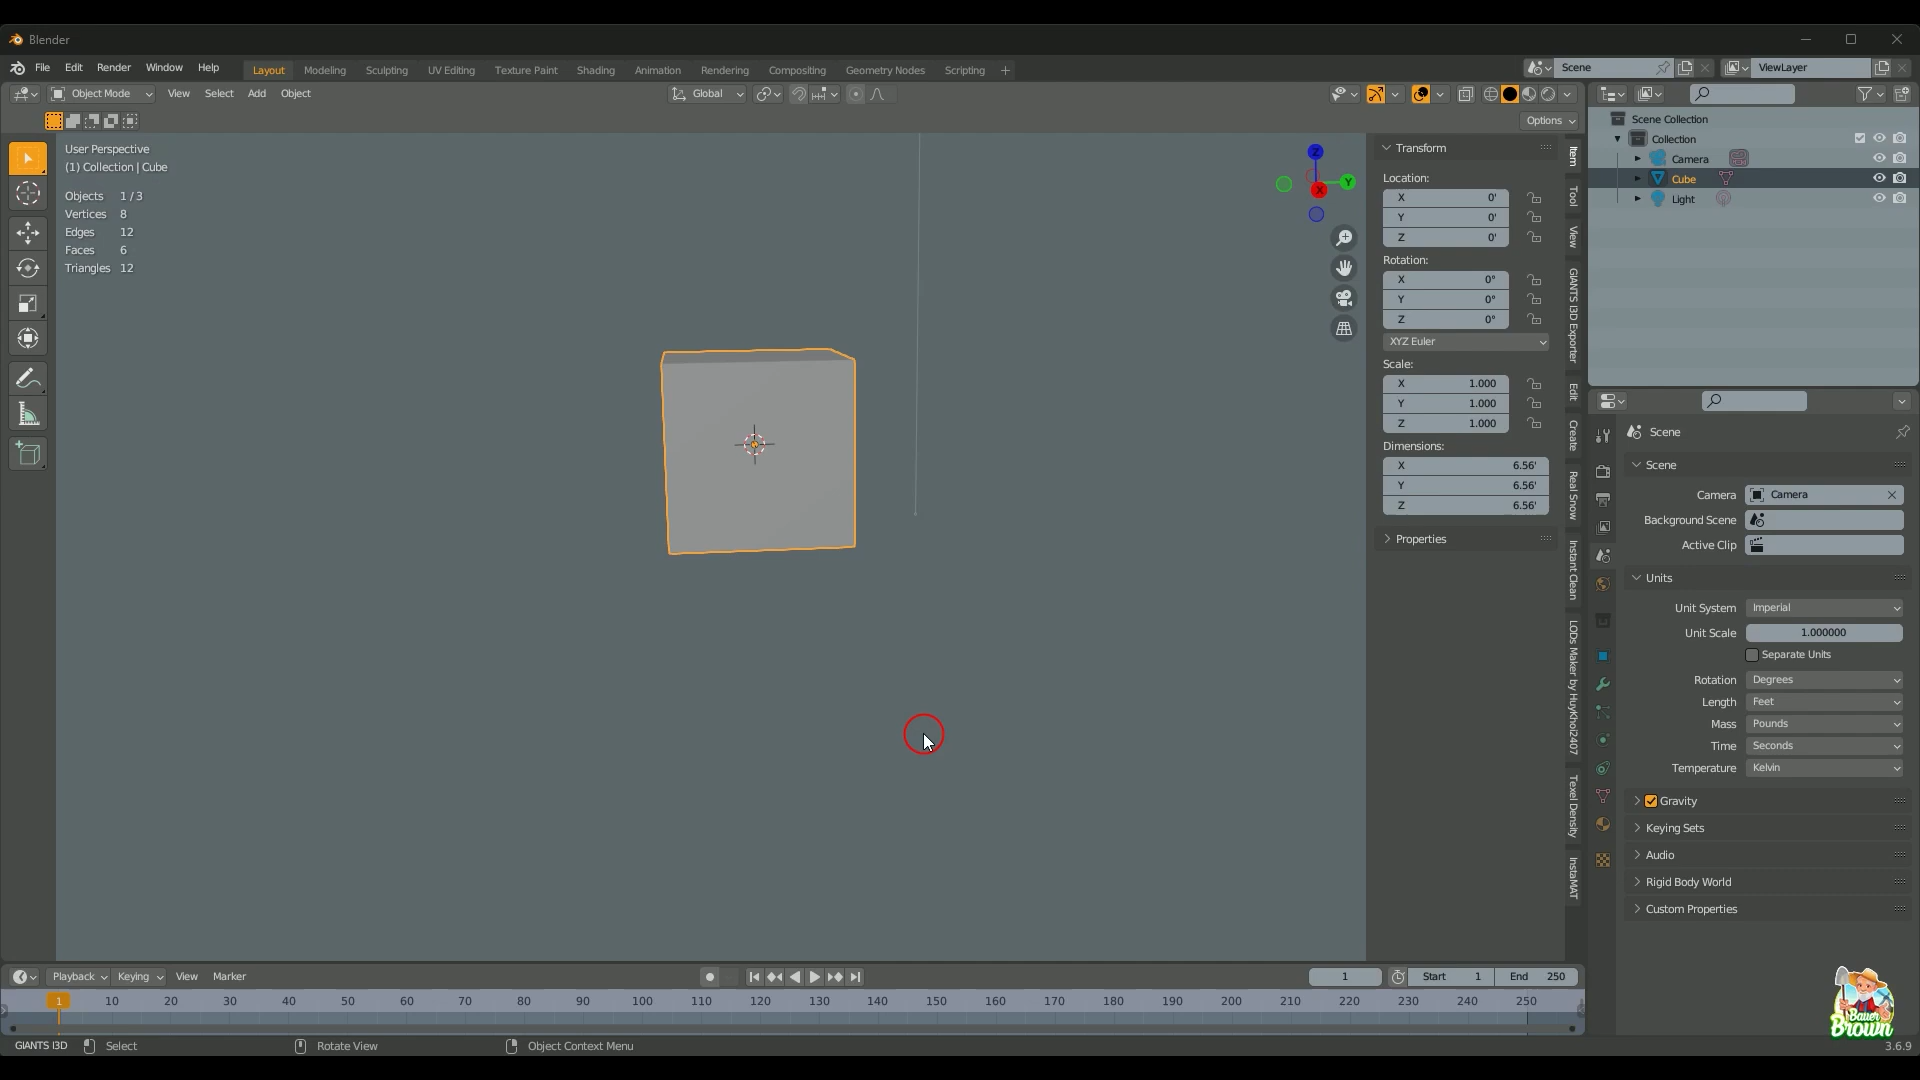 Blender
File Edit Render Window Help Layout Modeling Sculpting UV Editing Texture Paint Shading Animation Rendering Compositing Geometry Nodes Scripting Scene ViewLayer
Object Mode View Select Add Object Global
Options
User Perspective
(1) Collection | Cube
Objects 1 / 3
Vertices 8
Edges 12
Faces 6
Triangles 12
Z
Y
X
Transform
Location:
X 0'
Y 0'
Z 0'
Rotation:
X 0°
Y 0°
Z 0°
XYZ Euler
Scale:
X 1.000
Y 1.000
Z 1.000
Dimensions:
X 6.56'
Y 6.56'
Z 6.56'
Properties
Item
Tool
View
GIANTS I3D Exporter
Edit
Create
Real Snow
Instant Clean
LODs Maker by HuyKhoi2407
Texel Density
InstaMAT
Scene Collection
Collection
Camera
Cube
Light
Scene
Scene
Camera Camera
Background Scene
Active Clip
Units
Unit System Imperial
Unit Scale 1.000000
Separate Units
Rotation Degrees
Length Feet
Mass Pounds
Time Seconds
Temperature Kelvin
Gravity
Keying Sets
Audio
Rigid Body World
Custom Properties
Playback Keying View Marker 1 Start 1 End 250
1 10 20 30 40 50 60 70 80 90 100 110 120 130 140 150 160 170 180 190 200 210 220 230 240 250
Bauer
Brown
GIANTS I3D Select Rotate View Object Context Menu 3.6.9